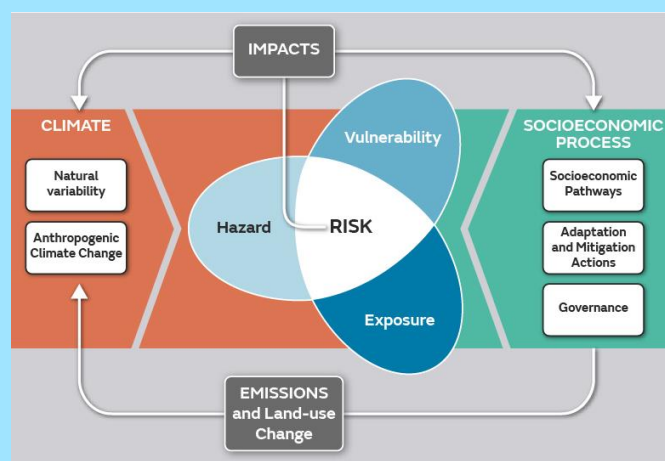 IMPACTS
CLIMATE
Natural
variability
Anthropogenic
Climate Change
Vulnerability
Hazard
RISK
Exposure
SOCIOECONOMIC
PROCESS
Socioeconomic
Pathways
Adaptation
and Mitigation
Actions
Governance
EMISSIONS
and Land-use
Change